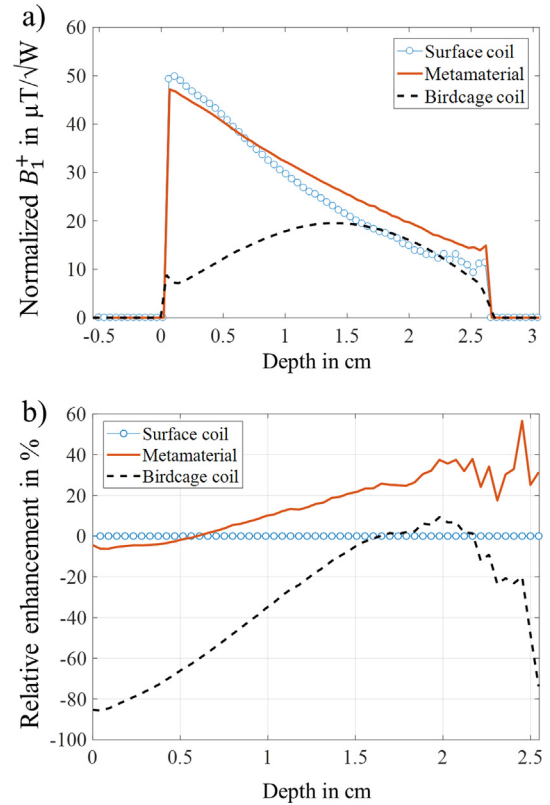 a)
Normalized B₁⁺ in µT/√W
60
50
40
30
20
10
0
Surface coil
Metamaterial
Birdcage coil
-0.5 0 0.5 1 1.5 2 2.5 3
Depth in cm
b)
Relative enhancement in %
60
40
20
0
-20
-40
-60
-80
-100
Surface coil
Metamaterial
Birdcage coil
0 0.5 1 1.5 2 2.5
Depth in cm